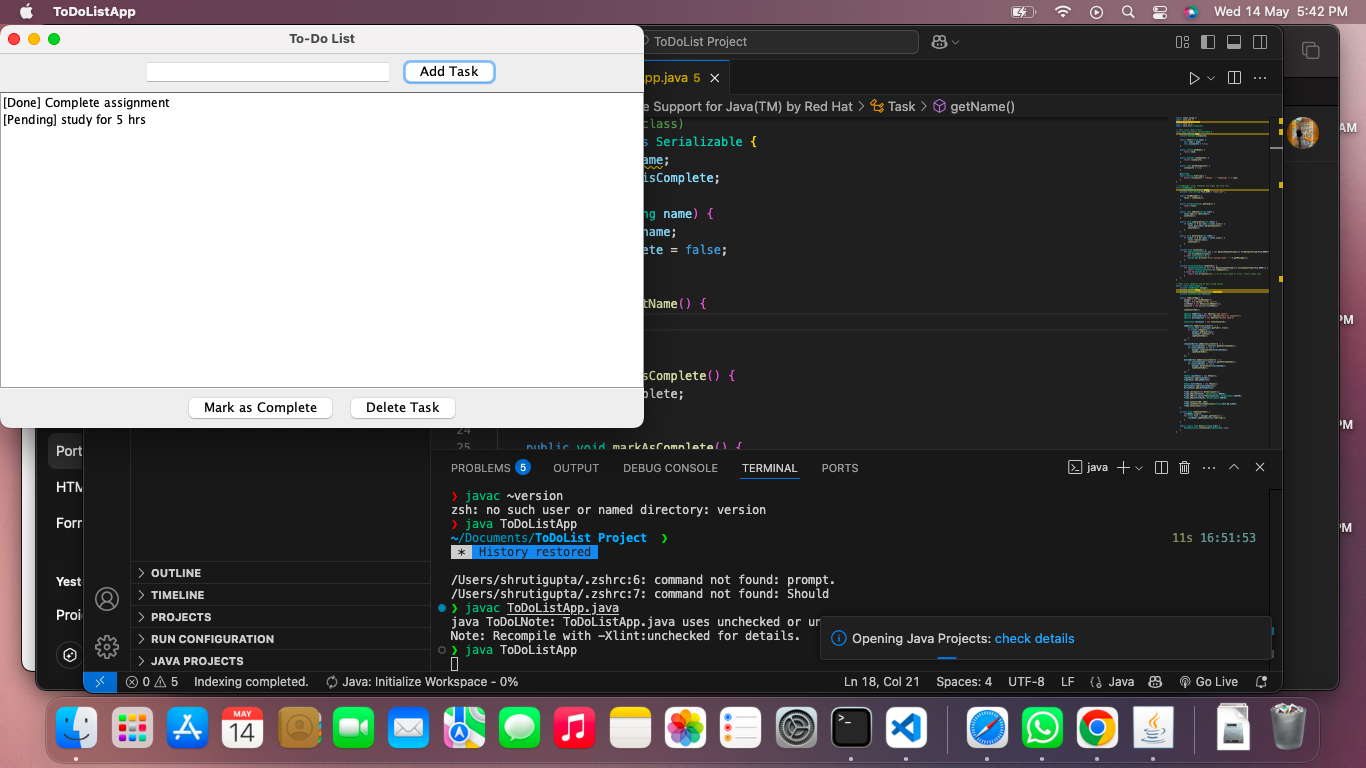 ToDoListApp
Wed 14 May 5:42 PM
To-Do List
Add Task
[Done] Complete assignment
[Pending] study for 5 hrs
Mark as Complete
Delete Task
ToDoList Project
pp.java 5
e Support for Java(TM) by Red Hat > Task > getName()
class)
s Serializable {
ame;
isComplete;
ng name) {
name;
ete = false;
tName() {
sComplete() {
plete;
24
25 public void markAsComplete() {
AM
PM
PM
PM
Port
HTM
Forr
Yeste
Proje
OUTLINE
TIMELINE
PROJECTS
RUN CONFIGURATION
JAVA PROJECTS
PROBLEMS 5 OUTPUT DEBUG CONSOLE TERMINAL PORTS
java
❯ javac ~version
zsh: no such user or named directory: version
❯ java ToDoListApp
~/Documents/ToDoList Project ❯ 11s 16:51:53
* History restored
/Users/shrutigupta/.zshrc:6: command not found: prompt.
/Users/shrutigupta/.zshrc:7: command not found: Should
❯ javac ToDoListApp.java
java ToDoLNote: ToDoListApp.java uses unchecked or un
Note: Recompile with -Xlint:unchecked for details.
❯ java ToDoListApp
Opening Java Projects: check details
0 5 Indexing completed. Java: Initialize Workspace - 0%
Ln 18, Col 21 Spaces: 4 UTF-8 LF {} Java Go Live
MAY
14